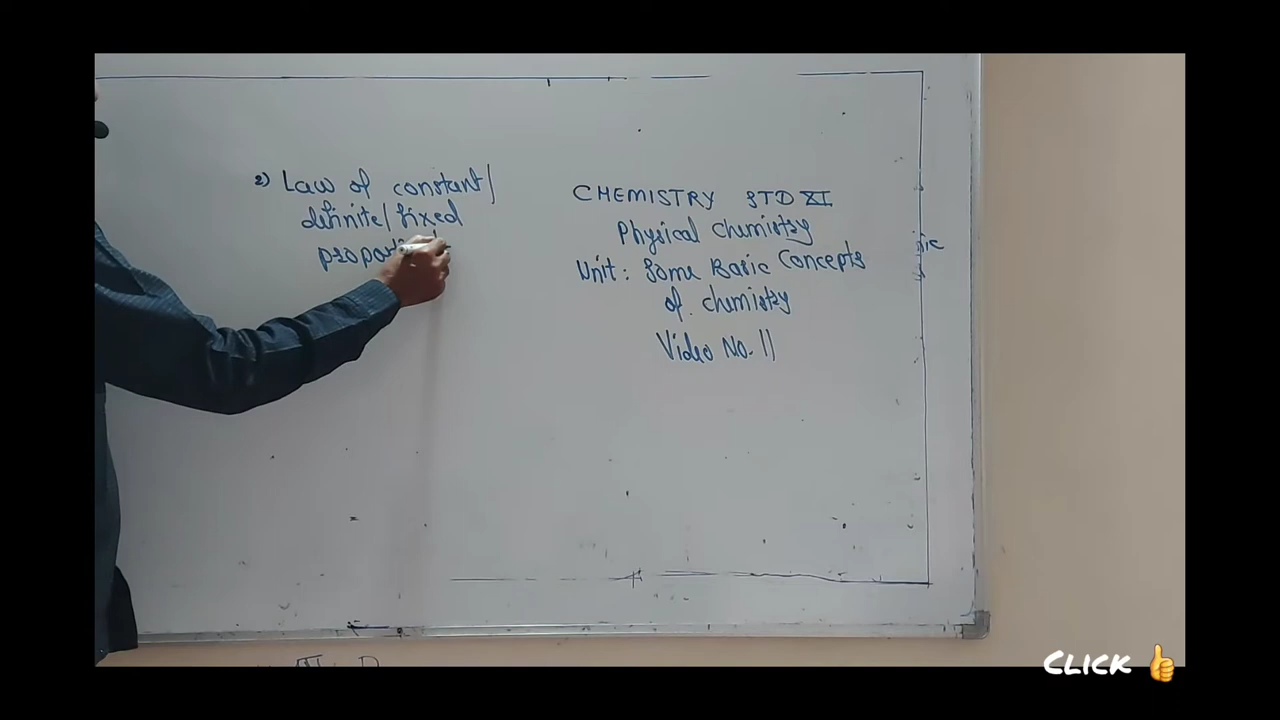 2) Law of constant/
definite/fixed
CHEMISTRY STD XI
Physical Chemistry
Unit: Some Basic Concepts
of chemistry
Video No. 11
CLICK 👍